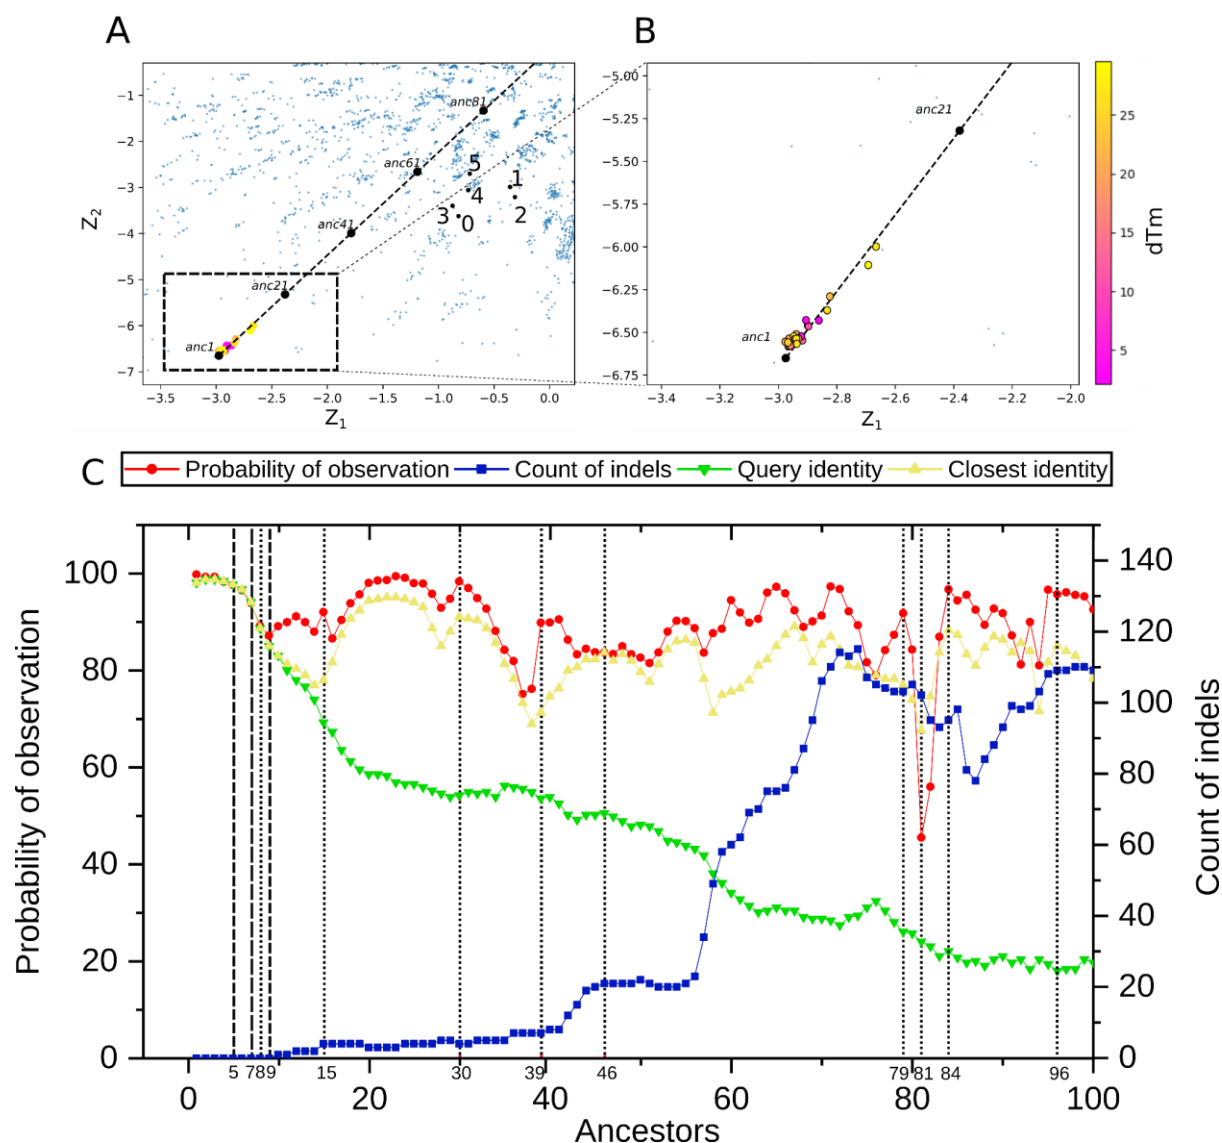 A
B
−1
−2
−3
−4
−5
−6
−7
Z2
anc81
anc61
anc41
anc21
anc1
5
1
4
2
3
0
−3.5
−3.0
−2.5
−2.0
−1.5
−1.0
−0.5
0.0
Z1
−5.00
−5.25
−5.50
−5.75
−6.00
−6.25
−6.50
−6.75
anc21
anc1
−3.4
−3.2
−3.0
−2.8
−2.6
−2.4
−2.2
−2.0
Z1
25
20
15
10
5
dTm
C
Probability of observation Count of indels Query identity Closest identity
100
80
60
40
20
0
Probability of observation
140
120
100
80
60
40
20
0
Count of indels
5 7 8 9 15 30 39 46 79 81 84 96
0 20 40 60 80 100
Ancestors